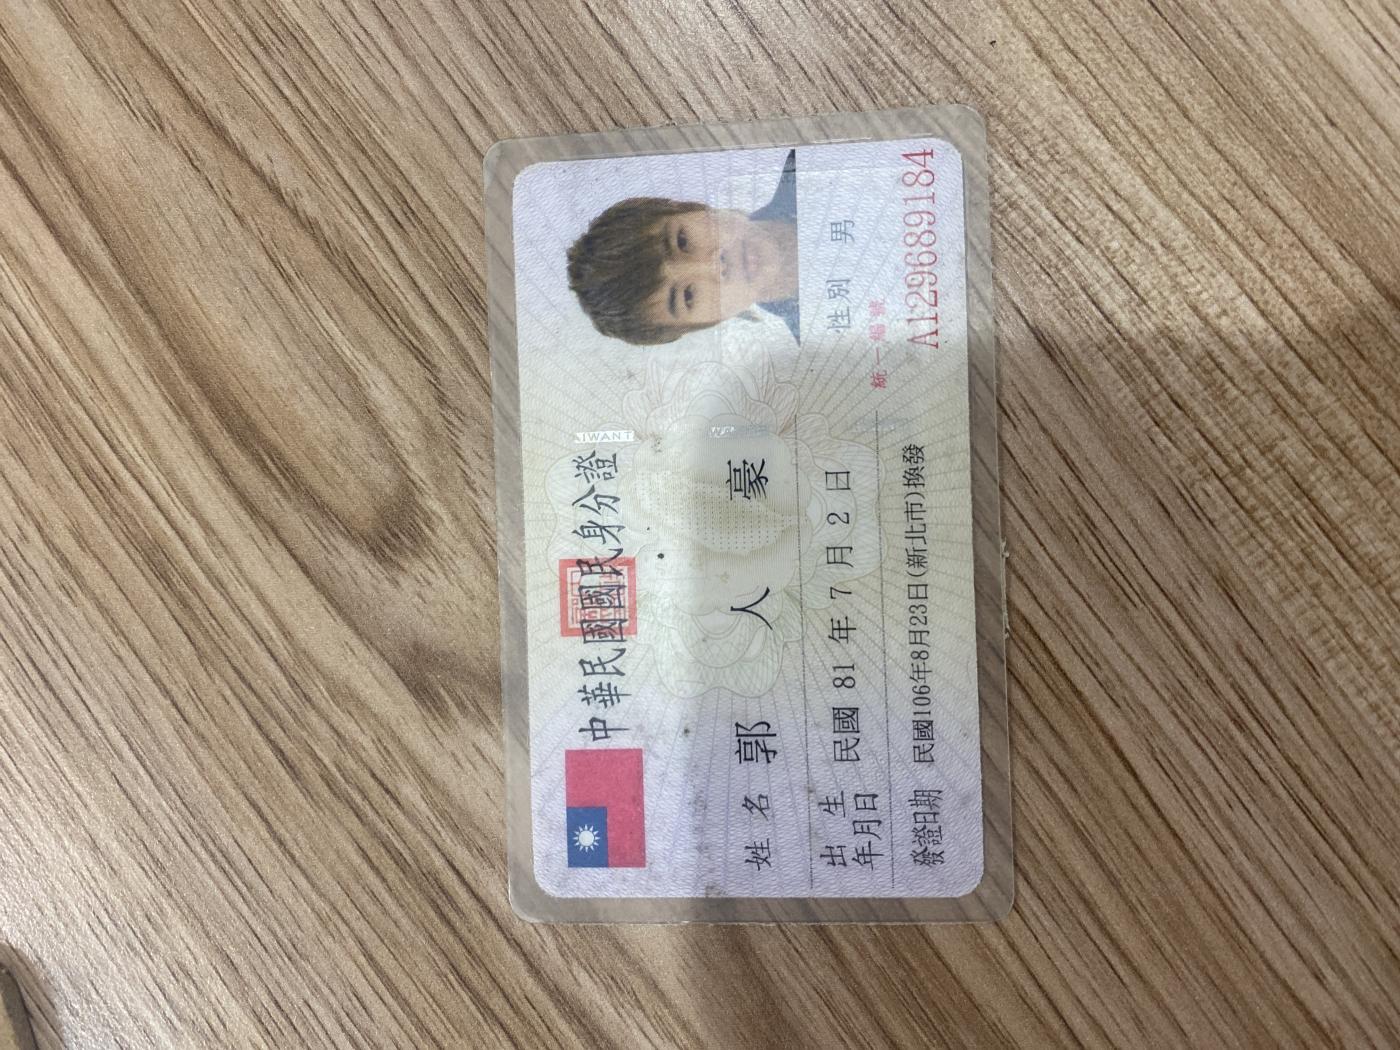 中華民國國民身分證
姓名 郭人豪
出生年月日 民國 81 年 7 月 2 日
性別 男
發證日期 民國106年8月23日(新北市)換發
統一編號
A129689184